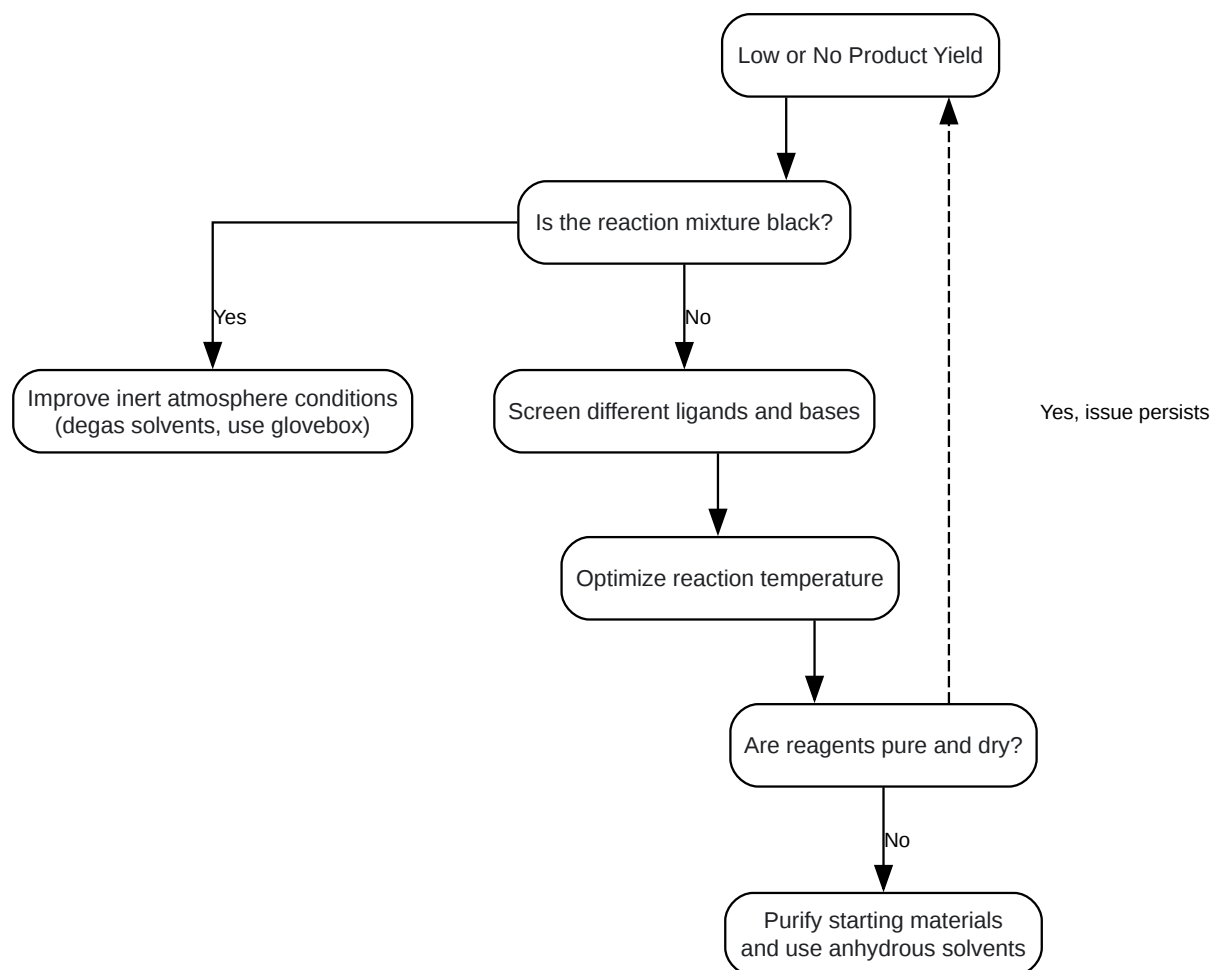 Low or No Product Yield
Is the reaction mixture black?
Yes
No
Improve inert atmosphere conditions
(degas solvents, use glovebox)
Screen different ligands and bases
Yes, issue persists
Optimize reaction temperature
Are reagents pure and dry?
No
Purify starting materials
and use anhydrous solvents